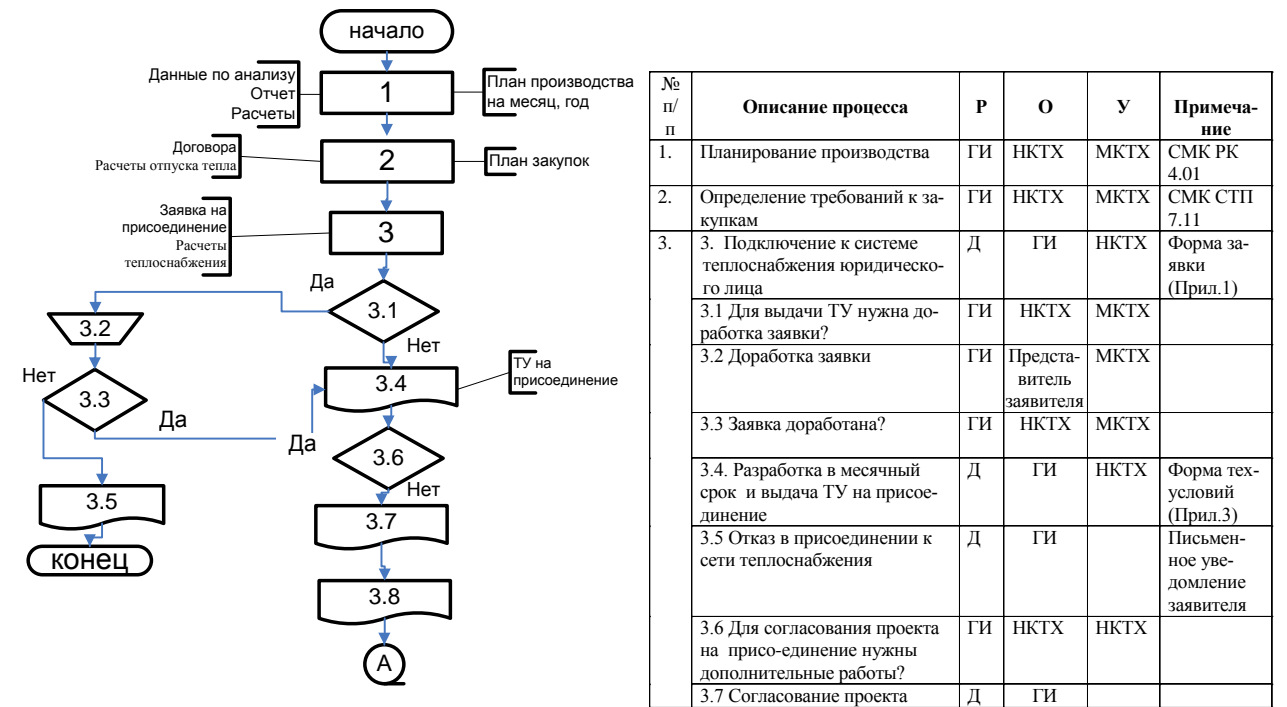 начало
Данные по анализу
Отчет
Расчеты
1
План производства
на месяц, год
Договора
Расчеты отпуска тепла
2
План закупок
Заявка на
присоединение
Расчеты
теплоснабжения
3
Да
3.1
3.2
Нет
ТУ на
присоединение
3.4
Нет
3.3
Да
Да
3.6
Нет
3.5
3.7
конец
3.8
А
№
п/
п
Описание процесса
Р
О
У
Примеча-
ние
1.
Планирование производства
ГИ
НКТХ
МКТХ
СМК РК
4.01
2.
Определение требований к за-
купкам
ГИ
НКТХ
МКТХ
СМК СТП
7.11
3.
3. Подключение к системе
теплоснабжения юридическо-
го лица
Д
ГИ
НКТХ
Форма за-
явки
(Прил.1)
3.1 Для выдачи ТУ нужна до-
работка заявки?
ГИ
НКТХ
МКТХ
3.2 Доработка заявки
ГИ
Предста-
витель
заявителя
МКТХ
3.3 Заявка доработана?
ГИ
НКТХ
МКТХ
3.4. Разработка в месячный
срок и выдача ТУ на присое-
динение
Д
ГИ
НКТХ
Форма тех-
условий
(Прил.3)
3.5 Отказ в присоединении к
сети теплоснабжения
Д
ГИ
Письмен-
ное уве-
домление
заявителя
3.6 Для согласования проекта
на присо-единение нужны
дополнительные работы?
ГИ
НКТХ
НКТХ
3.7 Согласование проекта
Д
ГИ